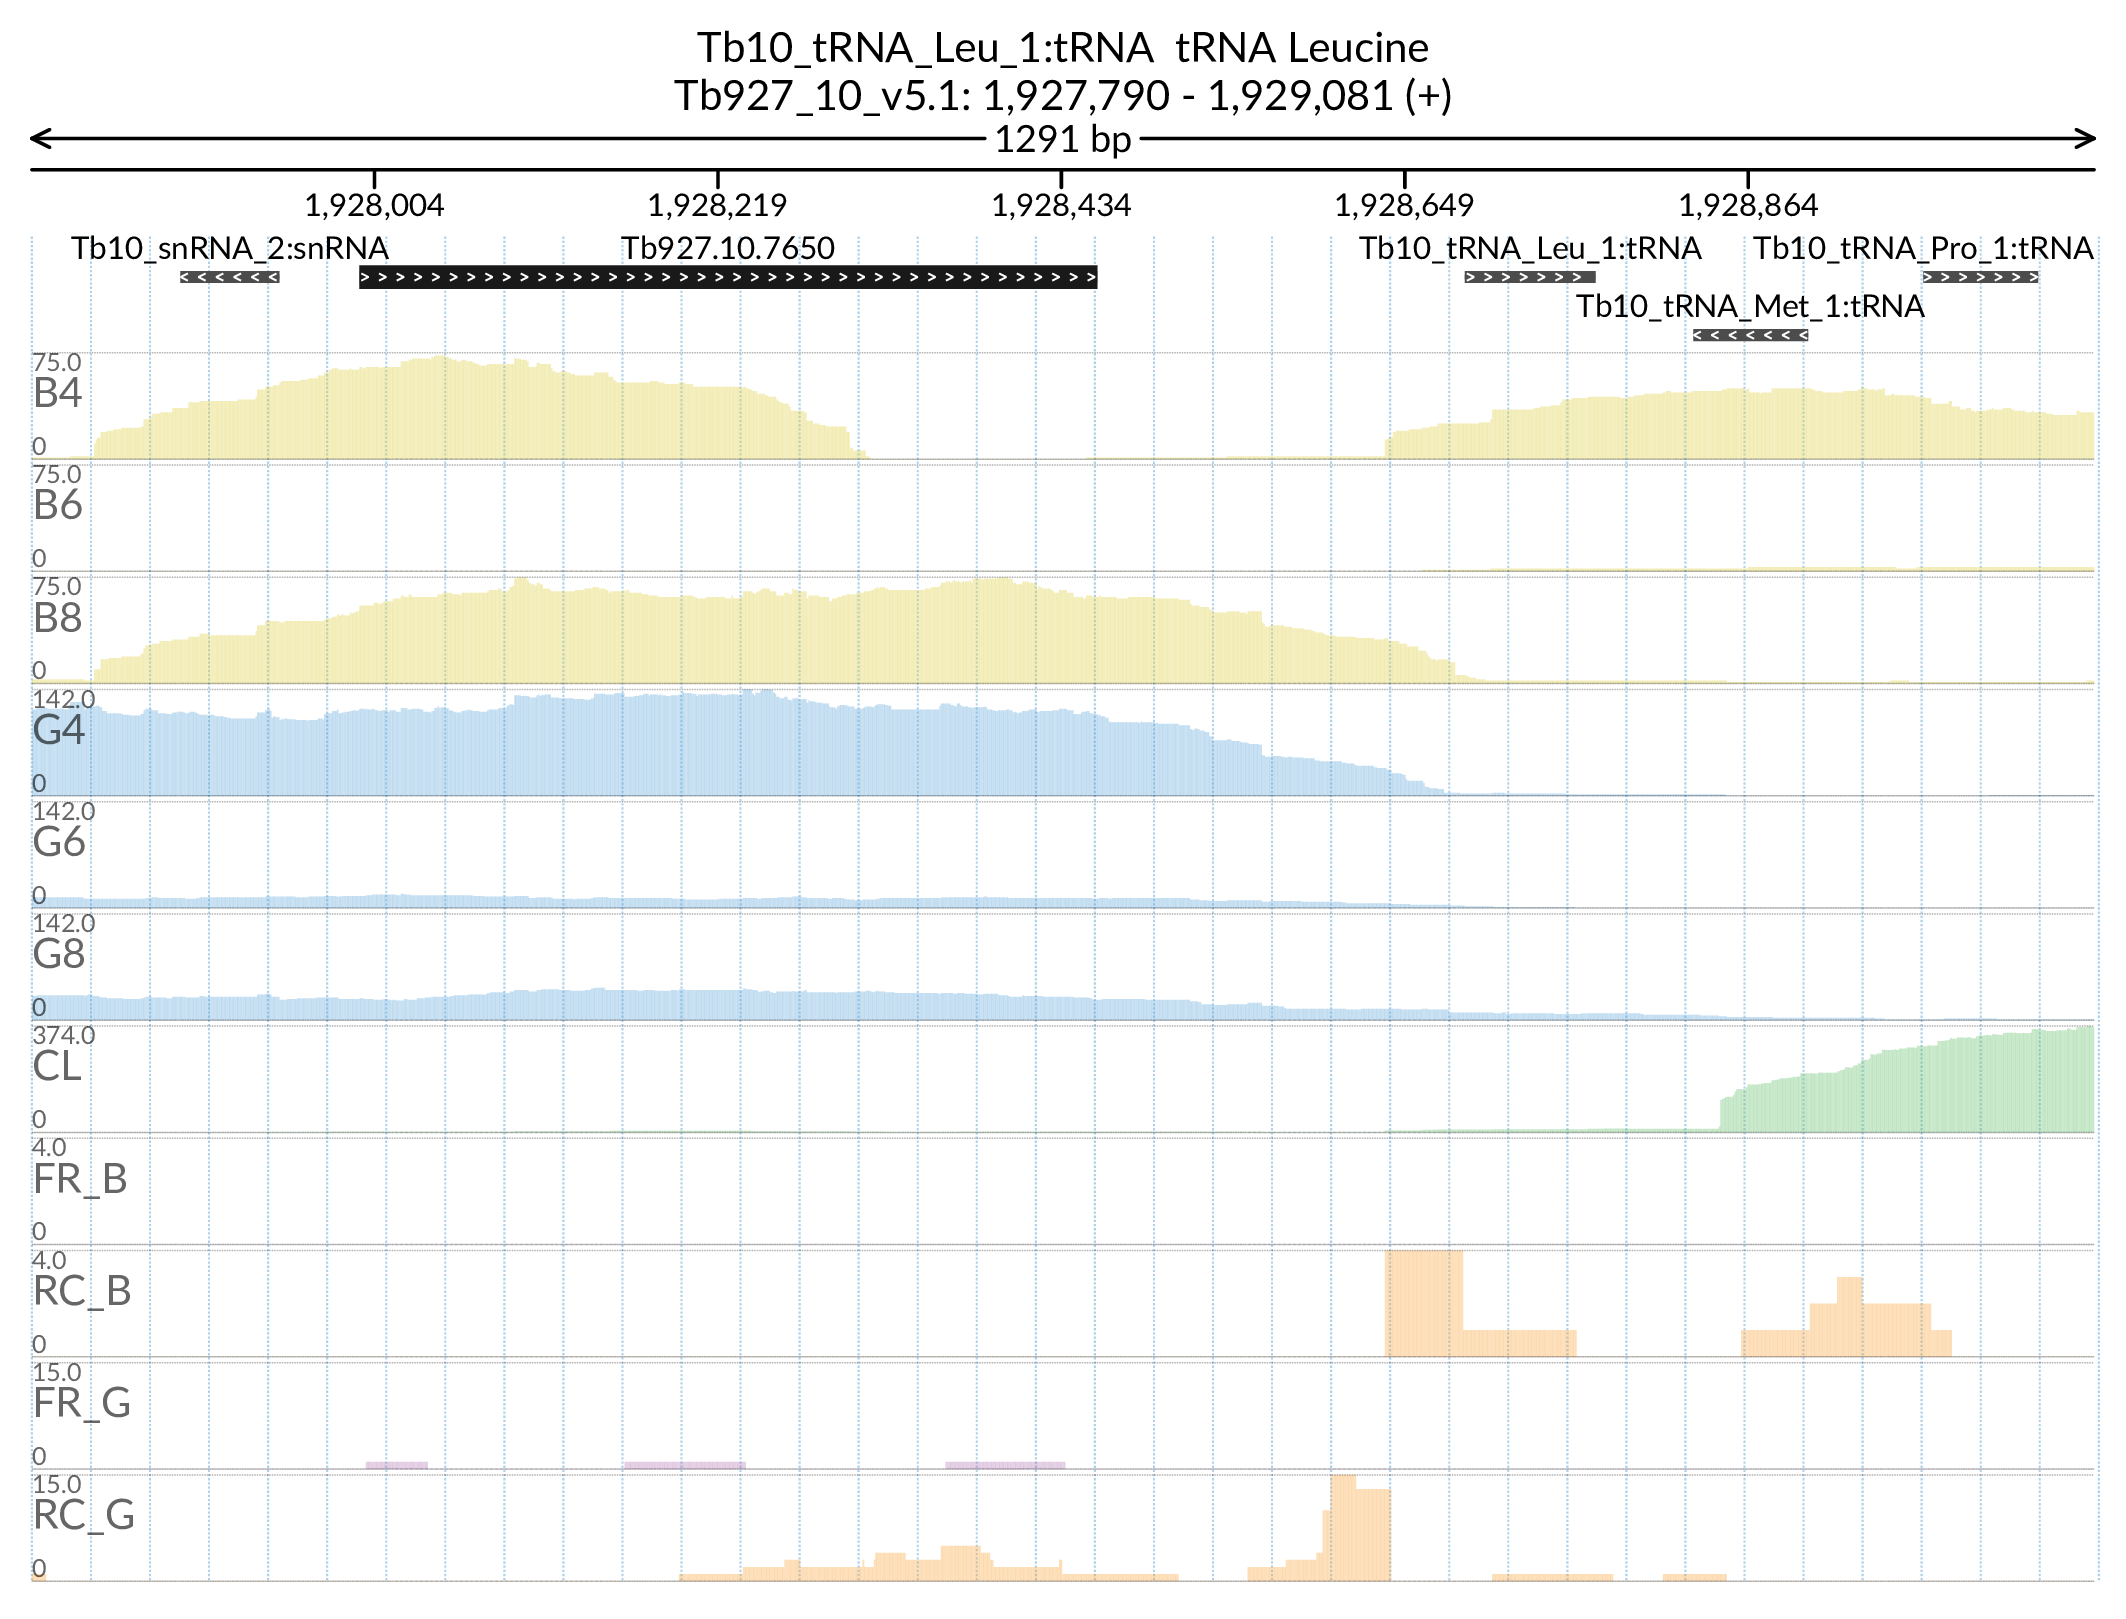 Tb10_tRNA_Leu_1:tRNA tRNA Leucine
Tb927_10_v5.1: 1,927,790 - 1,929,081 (+)
1291 bp
1,928,004 1,928,219 1,928,434 1,928,649 1,928,864
Tb10_snRNA_2:snRNA Tb927.10.7650 Tb10_tRNA_Leu_1:tRNA Tb10_tRNA_Pro_1:tRNA
Tb10_tRNA_Met_1:tRNA
75.0
B4
0
75.0
B6
0
75.0
B8
0
142.0
G4
0
142.0
G6
0
142.0
G8
0
374.0
CL
0
4.0
FR_B
0
4.0
RC_B
0
15.0
FR_G
0
15.0
RC_G
0